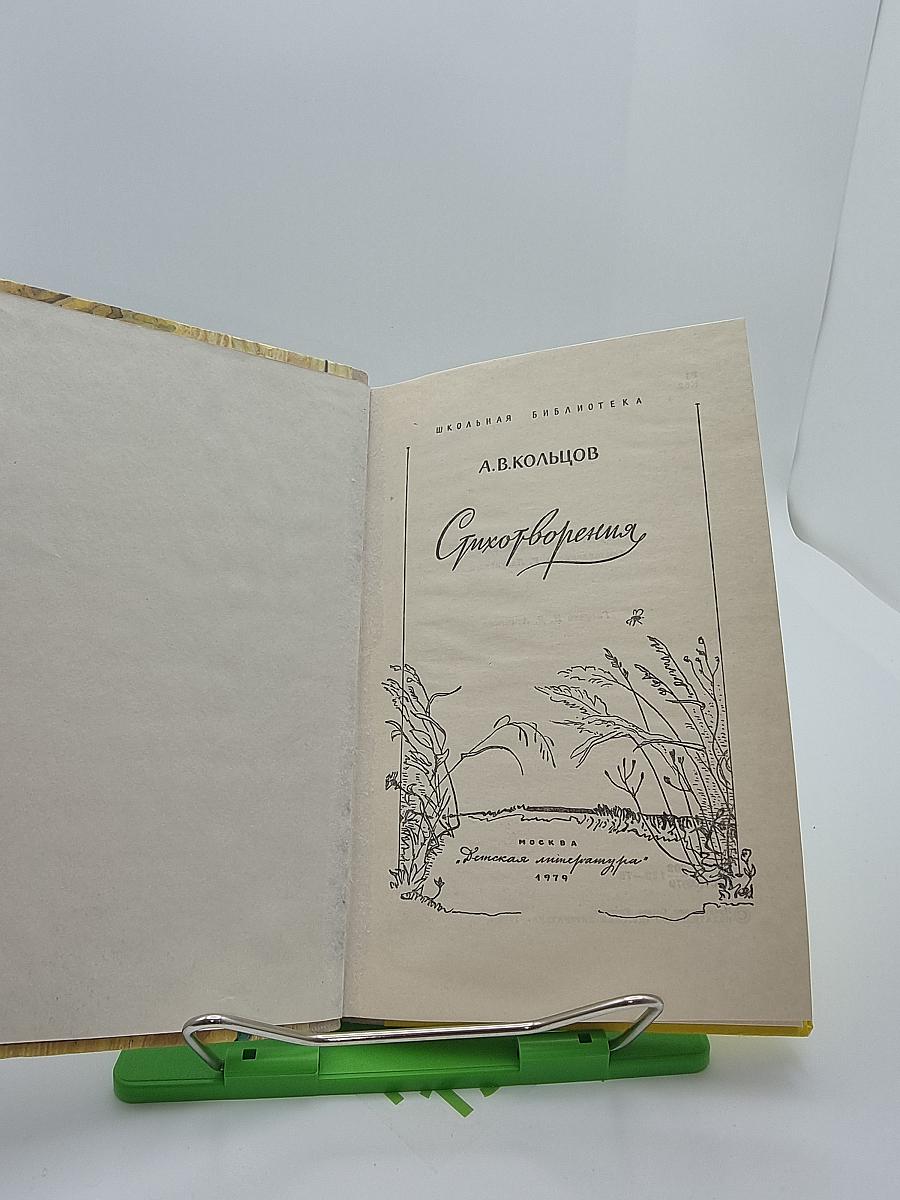 ШКОЛЬНАЯ БИБЛИОТЕКА
А.В.КОЛЬЦОВ
Стихотворения
МОСКВА
„Детская литература"
1979